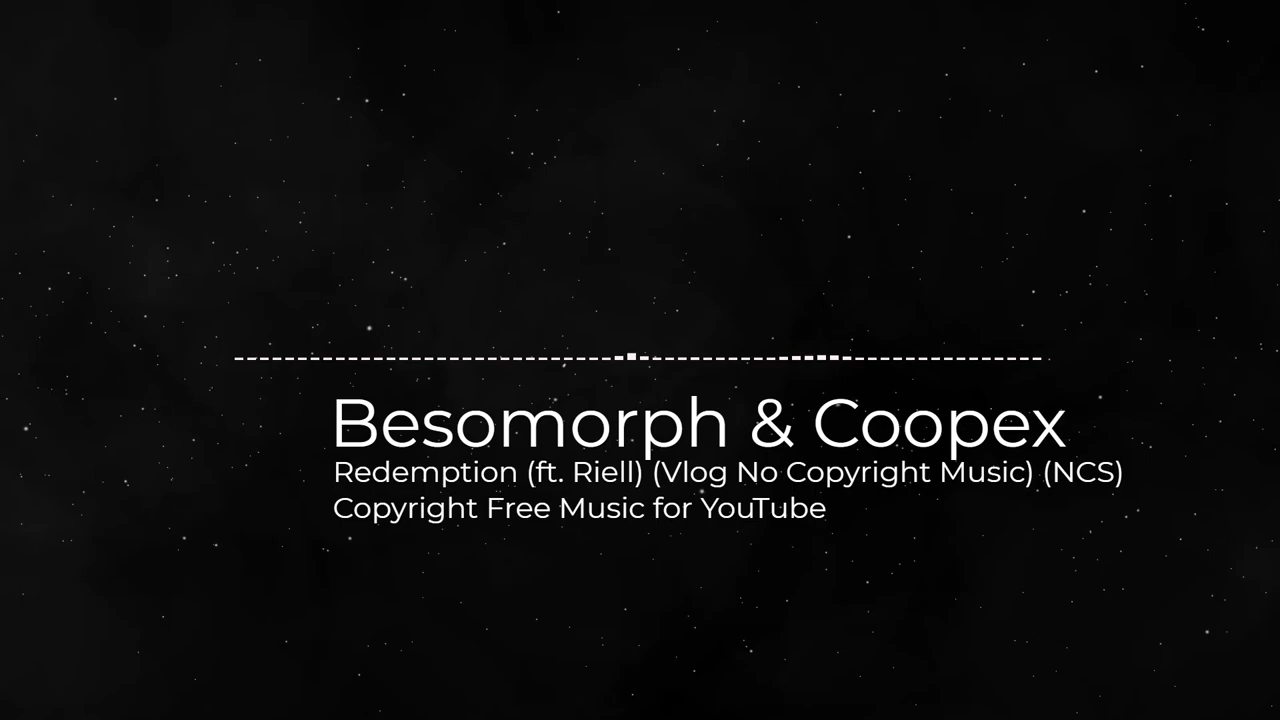 Besomorph & Coopex
Redemption (ft. Riell) (Vlog No Copyright Music) (NCS)
Copyright Free Music for YouTube